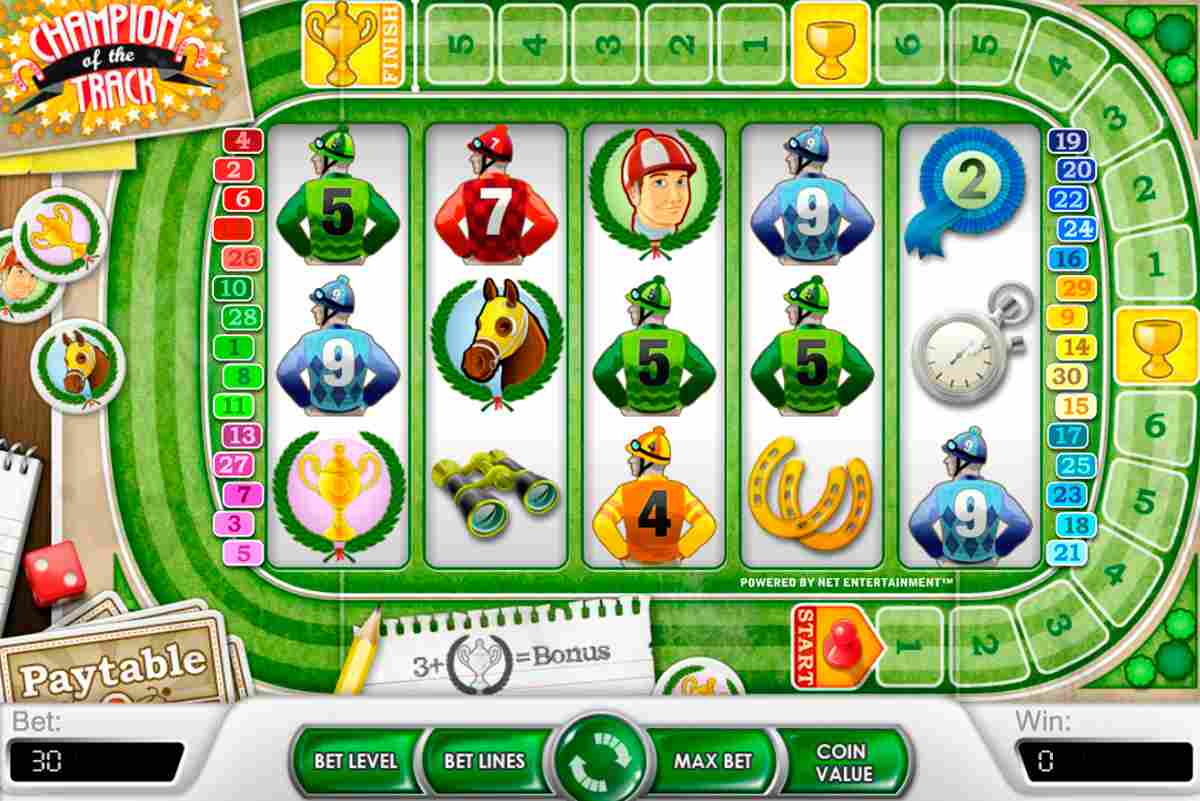 CHAMPION
of the
TRACK
FINISH
5 4 3 2 1
6 5 4 3 2 1
6 5 4 3 2 1
START
4
2
6
26
10
28
1
8
11
13
27
7
3
5
5 7 9 2
9 5 5
4 9
19
20
22
24
16
29
9
14
30
15
17
25
23
18
21
POWERED BY NET ENTERTAINMENT™
3+ =Bonus
Paytable
Bet:
30
BET LEVEL
BET LINES
MAX BET
COIN
VALUE
Win:
0